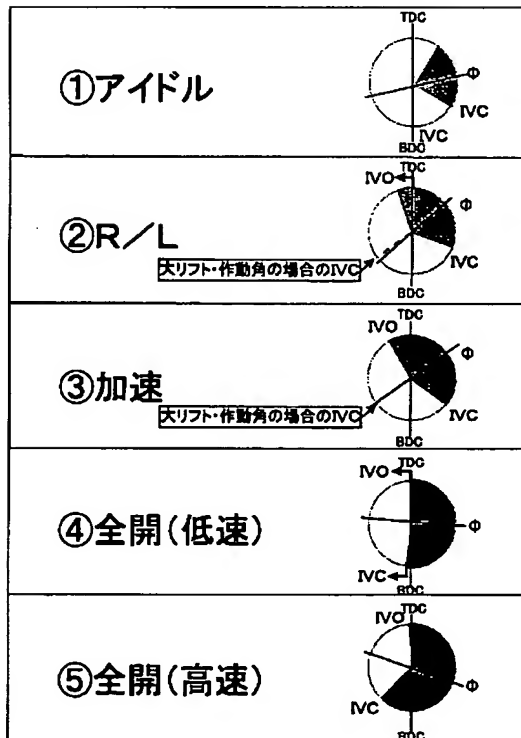 TDC
①アイドル
Φ
IVC
IVC
BDC
TDC
IVO
Φ
②R/L
IVC
大リフト・作動角の場合のIVC
BDC
TDC
IVO
Φ
③加速
大リフト・作動角の場合のIVC
IVC
BDC
TDC
IVO
④全開(低速)
Φ
IVC
BDC
TDC
IVO
⑤全開(高速)
Φ
IVC
BDC